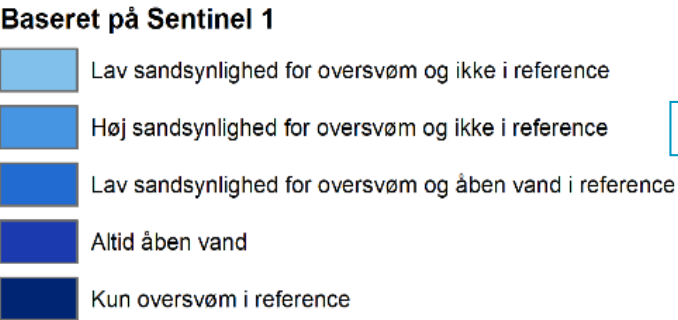 Baseret på Sentinel 1
Lav sandsynlighed for oversvøm og ikke i reference
Høj sandsynlighed for oversvøm og ikke i reference
Lav sandsynlighed for oversvøm og åben vand i reference
Altid åben vand
Kun oversvøm i reference